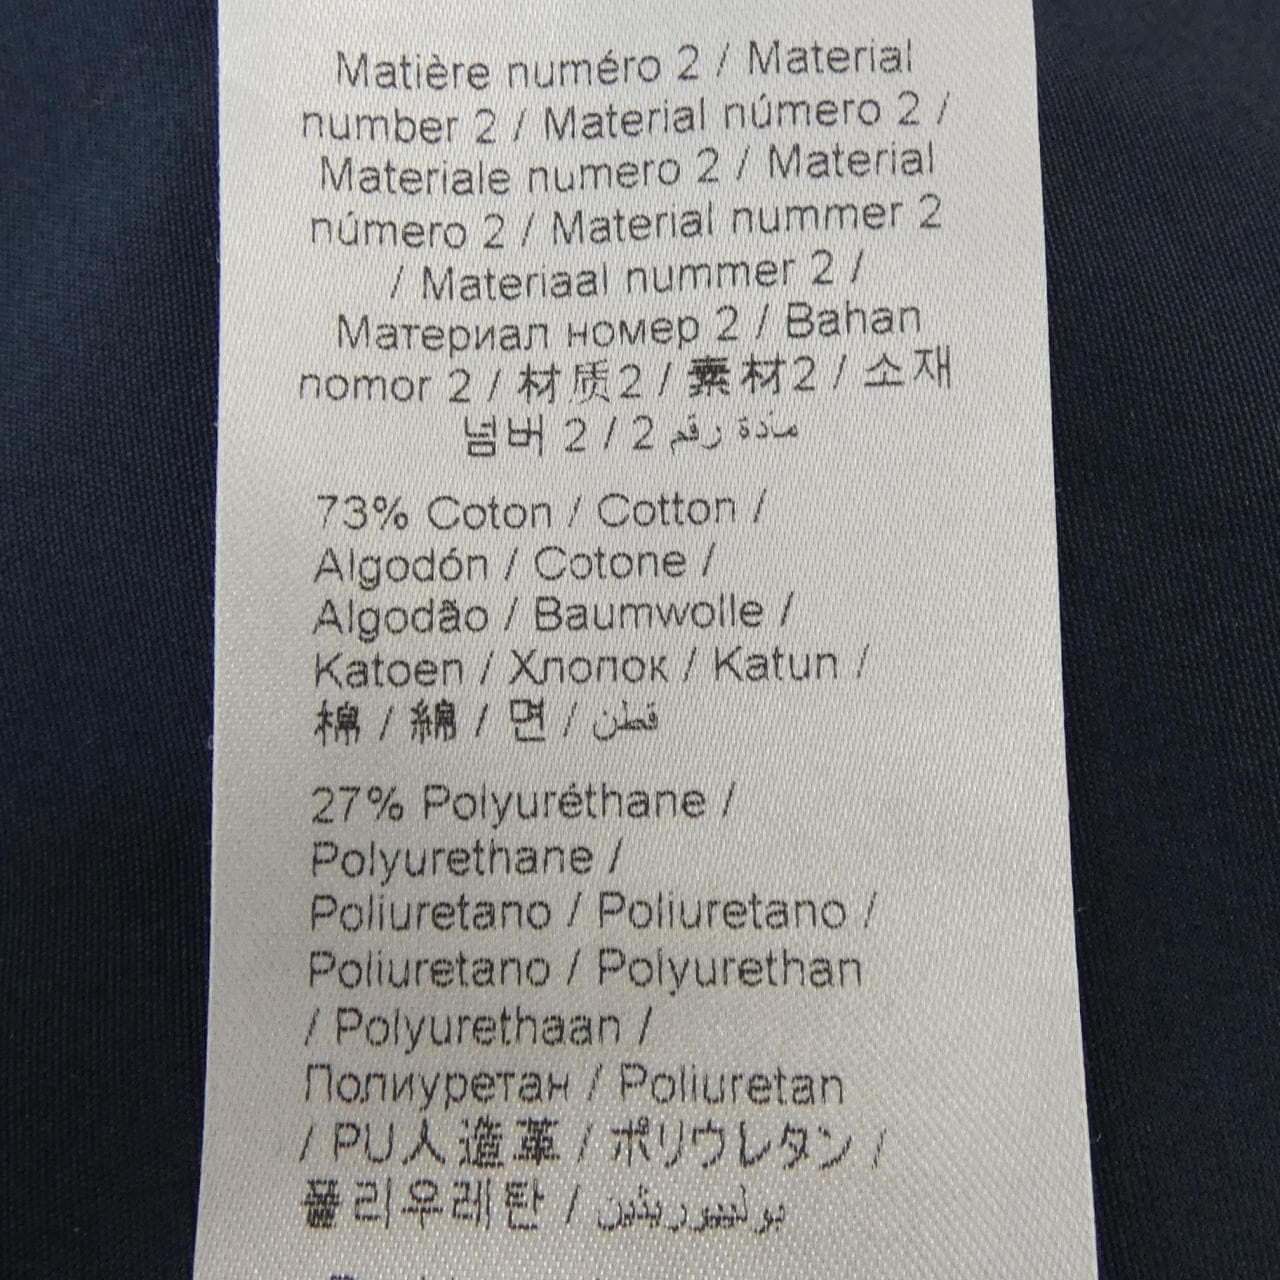 Matière numéro 2 / Material
number 2 / Material número 2 /
Materiale numero 2 / Material
número 2 / Material nummer 2
/ Materiaal nummer 2 /
Материал номер 2 / Bahan
nomor 2 / 材质2 / 素材2 / 소재
넘버 2 / 2 مادة رقم
73% Coton / Cotton /
Algodón / Cotone /
Algodão / Baumwolle /
Katoen / Хлопок / Katun /
棉 / 綿 / 면 / قطن
27% Polyuréthane /
Polyurethane /
Poliuretano / Poliuretano /
Poliuretano / Polyurethan
/ Polyurethaan /
Полиуретан / Poliuretan
/ PU人造革 / ポリウレタン /
폴리우레탄 /